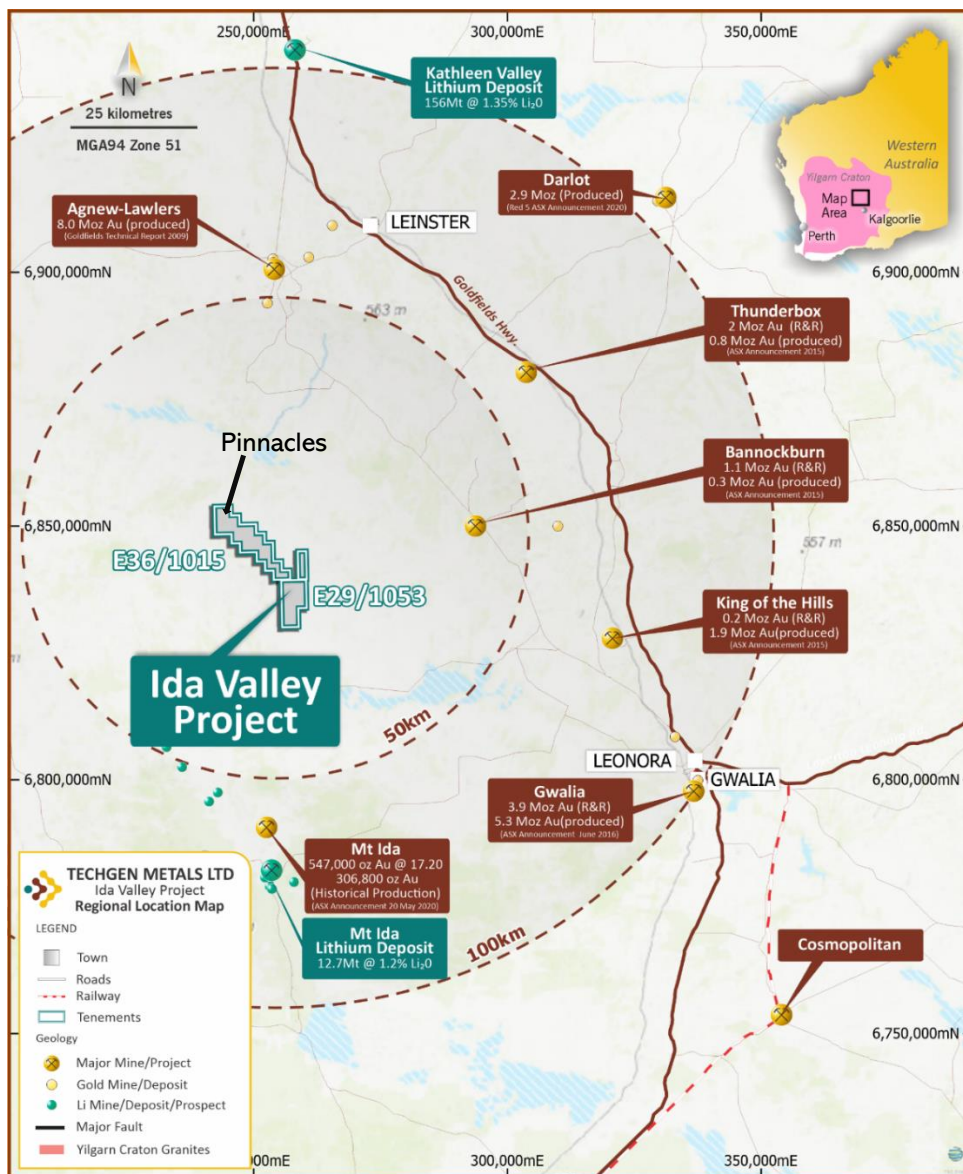 250,000mE
300,000mE
350,000mE
N
25 kilometres
MGA94 Zone 51
Kathleen Valley
Lithium Deposit
156Mt @ 1.35% Li₂0
Western
Australia
Yilgarn Craton
Map
Area
Kalgoorlie
Perth
Darlot
2.9 Moz (Produced)
(Red 5 ASX Announcement 2020)
Agnew-Lawlers
8.0 Moz Au (produced)
(Goldfields Technical Report 2009)
LEINSTER
6,900,000mN
6,900,000mN
Goldfields Hwy.
563 m
Thunderbox
2 Moz Au (R&R)
0.8 Moz Au (produced)
(ASX Announcement 2015)
Pinnacles
Bannockburn
1.1 Moz Au (R&R)
0.3 Moz Au (produced)
(ASX Announcement 2015)
6,850,000mN
6,850,000mN
557 m
E36/1015
E29/1053
King of the Hills
0.2 Moz Au (R&R)
1.9 Moz Au(produced)
(ASX Announcement 2015)
Ida Valley
Project
50km
LEONORA
GWALIA
6,800,000mN
6,800,000mN
Gwalia
3.9 Moz Au (R&R)
5.3 Moz Au(produced)
(ASX Announcement June 2016)
Mt Ida
547,000 oz Au @ 17.20
306,800 oz Au
(Historical Production)
(ASX Announcement 20 May 2020)
Mt Ida
Lithium Deposit
12.7Mt @ 1.2% Li₂0
100km
Cosmopolitan
6,750,000mN
TECHGEN METALS LTD
Ida Valley Project
Regional Location Map
LEGEND
Town
Roads
Railway
Tenements
Geology
Major Mine/Project
Gold Mine/Deposit
Li Mine/Deposit/Prospect
Major Fault
Yilgarn Craton Granites
300,000mE
350,000mE